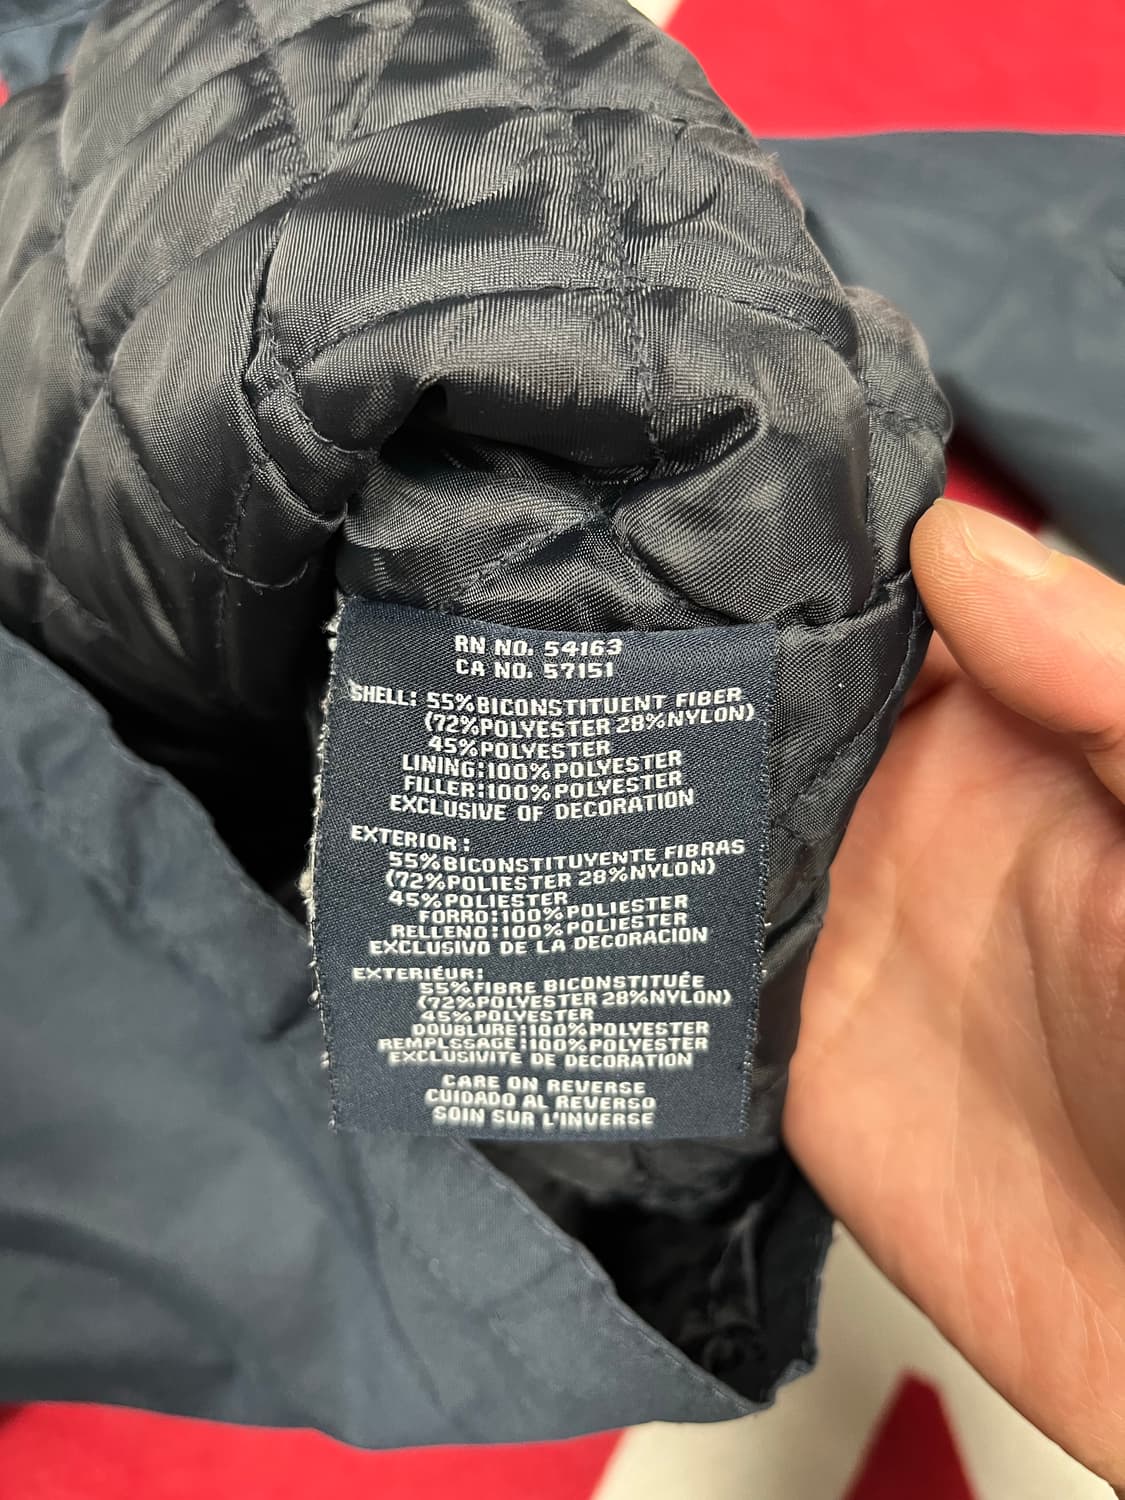 RN NO. 54163
CA NO. 57151
SHELL: 55%BICONSTITUENT FIBER
(72%POLYESTER 28%NYLON)
45%POLYESTER
LINING:100%POLYESTER
FILLER:100%POLYESTER
EXCLUSIVE OF DECORATION
EXTERIOR:
55%BICONSTITUYENTE FIBRAS
(72%POLIESTER 28%NYLON)
45%POLIESTER
FORRO:100%POLIESTER
RELLENO:100%POLIESTER
EXCLUSIVO DE LA DECORACION
EXTERIÉUR:
55%FIBRE BICONSTITUÉE
(72%POLYESTER 28%NYLON)
45%POLYESTER
DOUBLURE:100%POLYESTER
REMPLSSAGE:100%POLYESTER
EXCLUSIVITE DE DECORATION
CARE ON REVERSE
CUIDADO AL REVERSO
SOIN SUR L'INVERSE